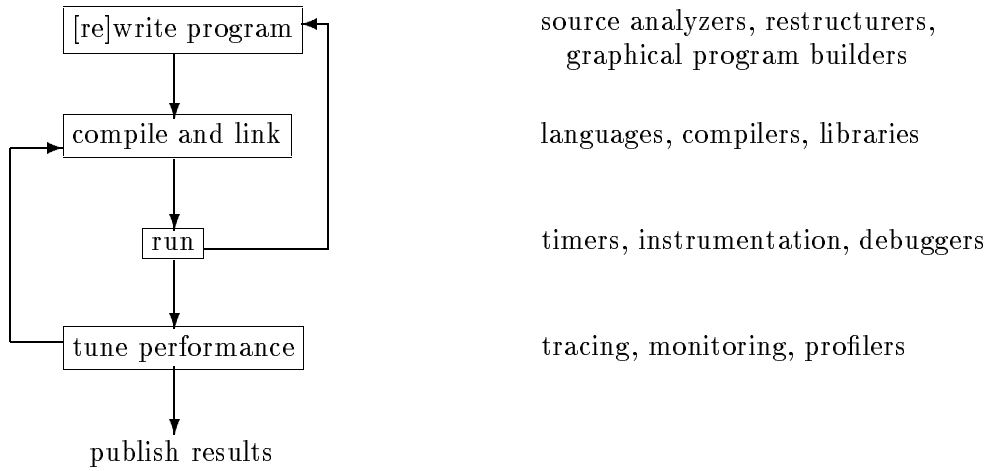 [re]write program
source analyzers, restructurers,
graphical program builders
compile and link
languages, compilers, libraries
run
timers, instrumentation, debuggers
tune performance
tracing, monitoring, profilers
publish results